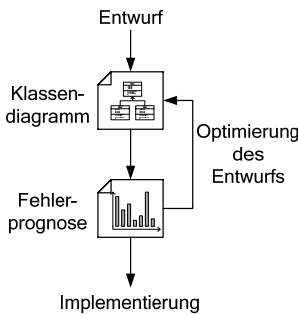 Entwurf
Klassen-
diagramm
Optimierung
des
Entwurfs
Fehler-
prognose
Implementierung